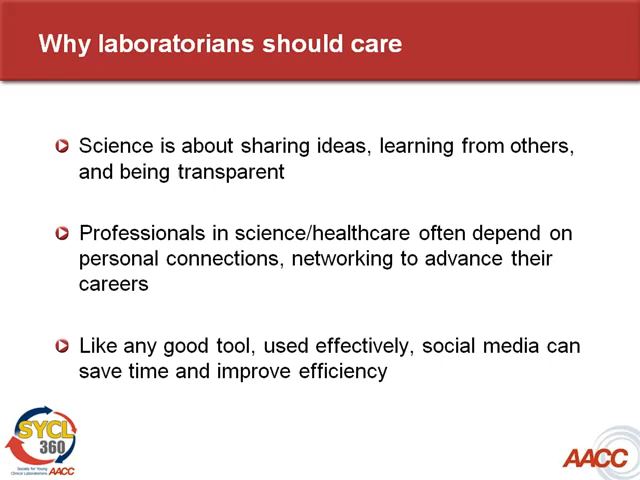 Why laboratorians should care
Science is about sharing ideas, learning from others,
and being transparent
Professionals in science/healthcare often depend on
personal connections, networking to advance their
careers
Like any good tool, used effectively, social media can
save time and improve efficiency
SYCL
360
Society for Young
Clinical Laboratorians AACC
AACC